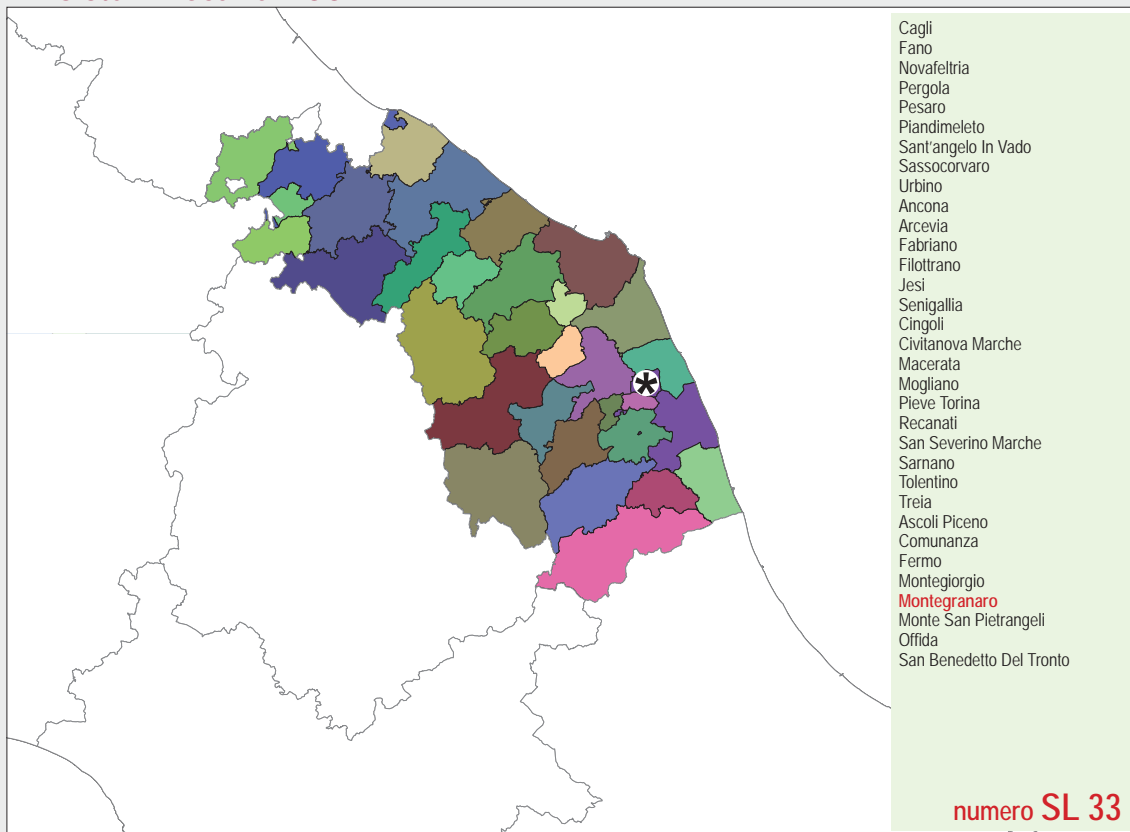 Cagli
Fano
Novafeltria
Pergola
Pesaro
Piandimeleto
Sant'angelo In Vado
Sassocorvaro
Urbino
Ancona
Arcevia
Fabriano
Filottrano
Jesi
Senigallia
Cingoli
Civitanova Marche
Macerata
Mogliano
Pieve Torina
Recanati
San Severino Marche
Sarnano
Tolentino
Treia
Ascoli Piceno
Comunanza
Fermo
Montegiorgio
Montegranaro
Monte San Pietrangeli
Offida
San Benedetto Del Tronto
numero SL 33